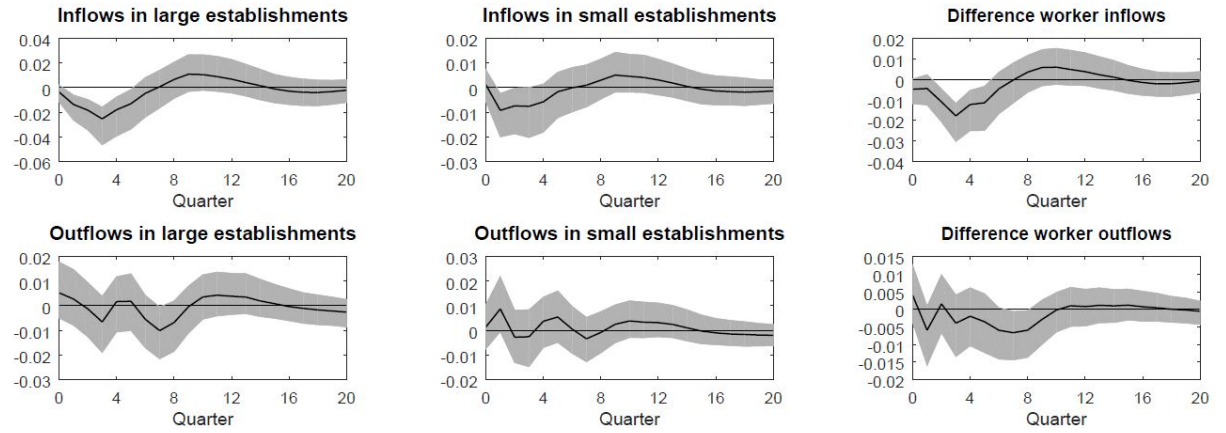 Inflows in large establishments
0.04
0.02
0
-0.02
-0.04
-0.06
0 4 8 12 16 20
Quarter
Inflows in small establishments
0.02
0.01
0
-0.01
-0.02
-0.03
0 4 8 12 16 20
Quarter
Difference worker inflows
0.02
0.01
0
-0.01
-0.02
-0.03
-0.04
0 4 8 12 16 20
Quarter
Outflows in large establishments
0.02
0.01
0
-0.01
-0.02
-0.03
0 4 8 12 16 20
Quarter
Outflows in small establishments
0.03
0.02
0.01
0
-0.01
-0.02
0 4 8 12 16 20
Quarter
Difference worker outflows
0.015
0.01
0.005
0
-0.005
-0.01
-0.015
-0.02
0 4 8 12 16 20
Quarter